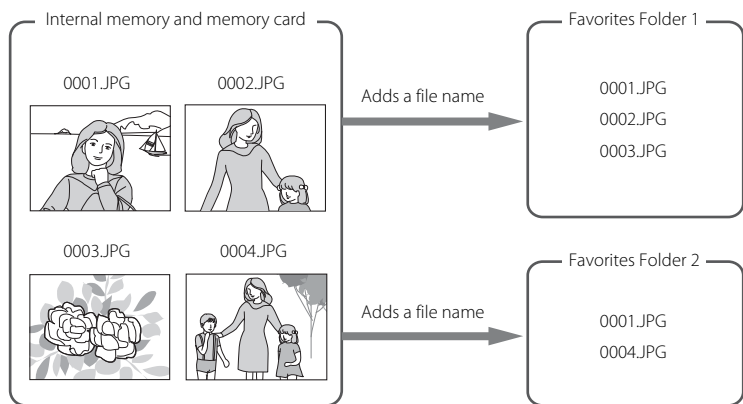 Internal memory and memory card
0001.JPG
0002.JPG
0003.JPG
0004.JPG
Adds a file name
Adds a file name
Favorites Folder 1
0001.JPG
0002.JPG
0003.JPG
Favorites Folder 2
0001.JPG
0004.JPG